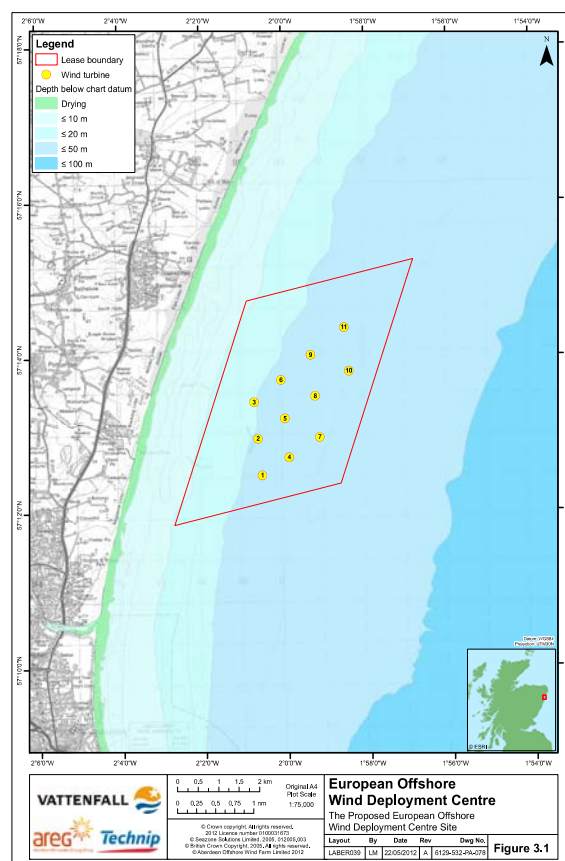 2°4'0"W
2°2'0"W
2°0'0"W
1°58'0"W
1°56'0"W
1°54'0"W
57°18'0"N
57°16'0"N
57°14'0"N
57°12'0"N
57°10'0"N
Legend
Lease boundary
Wind turbine
Depth below chart datum
Drying
≤ 10 m
≤ 20 m
≤ 50 m
≤ 100 m
N
11
9
10
6
8
3
5
7
2
4
1
Datum: WGS84
Projection: UTM30N
© ESRI
2°6'0"W
2°4'0"W
2°2'0"W
2°0'0"W
1°58'0"W
1°56'0"W
1°54'0"W
VATTENFALL
areg
Technip
0 0,5 1 1,5 2 km
0 0,25 0,5 0,75 1 nm
Original A4
Plot Scale
1:75,000
© Crown copyright, All rights reserved,
2012 Licence number 0100031673
© Seazone Solutions Limited, 2005, 012005,003
© British Crown Copyright, 2005.
All rights reserved.
© Aberdeen Offshore Wind Farm Limited 2012
European Offshore
Wind Deployment Centre
The Proposed European Offshore
Wind Deployment Centre Site
Layout By Date Rev Dwg No.
LABER039 LM 22/05/2012 A 6129-532-PA-078
Figure 3.1